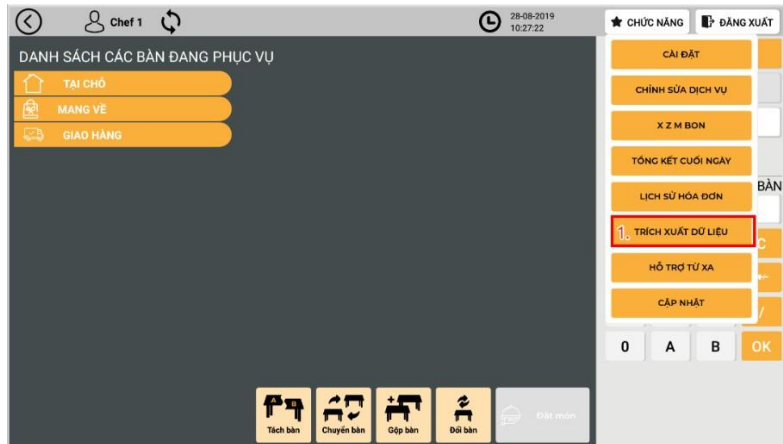 Chef 1
28-08-2019
10:27:22
CHỨC NĂNG
ĐĂNG XUẤT
DANH SÁCH CÁC BÀN ĐANG PHỤC VỤ
TẠI CHỖ
MANG VỀ
GIAO HÀNG
CÀI ĐẶT
CHỈNH SỬA DỊCH VỤ
X Z M BON
TỔNG KẾT CUỐI NGÀY
LỊCH SỬ HÓA ĐƠN
1. TRÍCH XUẤT DỮ LIỆU
HỖ TRỢ TỪ XA
CẬP NHẬT
BÀN
C
/
0 A B OK
Tách bàn
Chuyển bàn
Gộp bàn
Đổi bàn
Đặt món